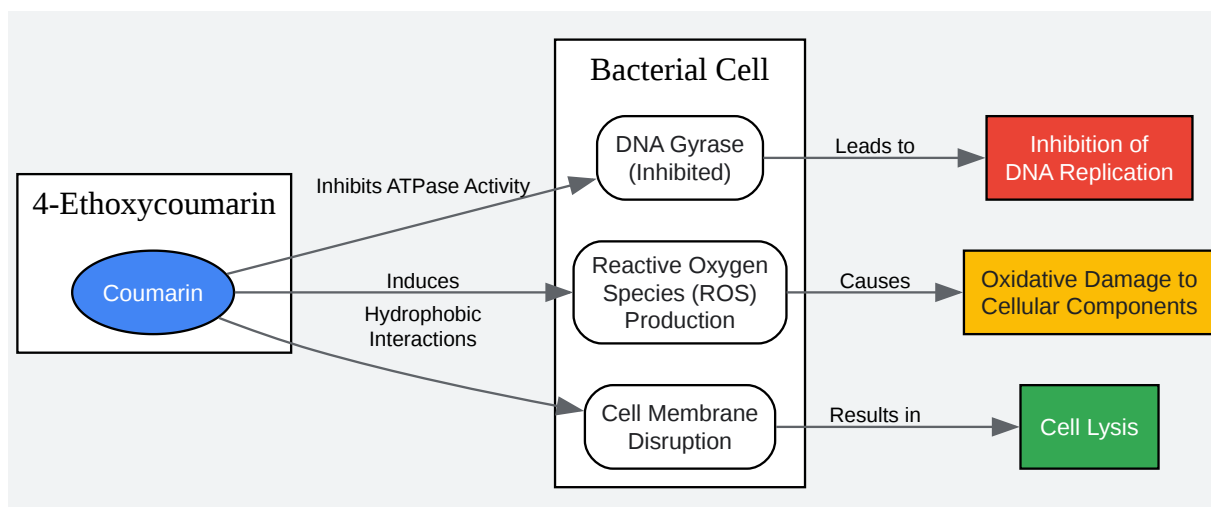 Bacterial Cell
4-Ethoxycoumarin
Coumarin
Inhibits ATPase Activity
DNA Gyrase
(Inhibited)
Leads to
Inhibition of
DNA Replication
Induces
Reactive Oxygen
Species (ROS)
Production
Causes
Oxidative Damage to
Cellular Components
Hydrophobic
Interactions
Cell Membrane
Disruption
Results in
Cell Lysis